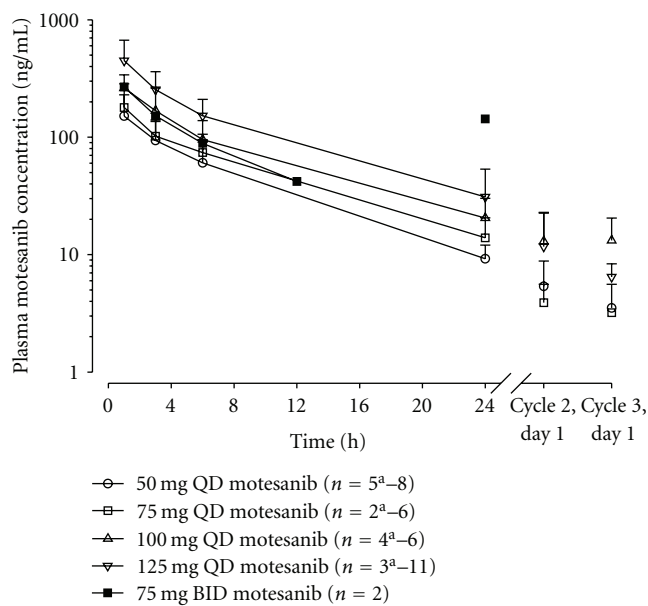 Plasma motesanib concentration (ng/mL)
1000
100
10
1
0 4 8 12 16 20 24
Cycle 2, day 1
Cycle 3, day 1
Time (h)
50 mg QD motesanib (n = 5ᵃ–8)
75 mg QD motesanib (n = 2ᵃ–6)
100 mg QD motesanib (n = 4ᵃ–6)
125 mg QD motesanib (n = 3ᵃ–11)
75 mg BID motesanib (n = 2)